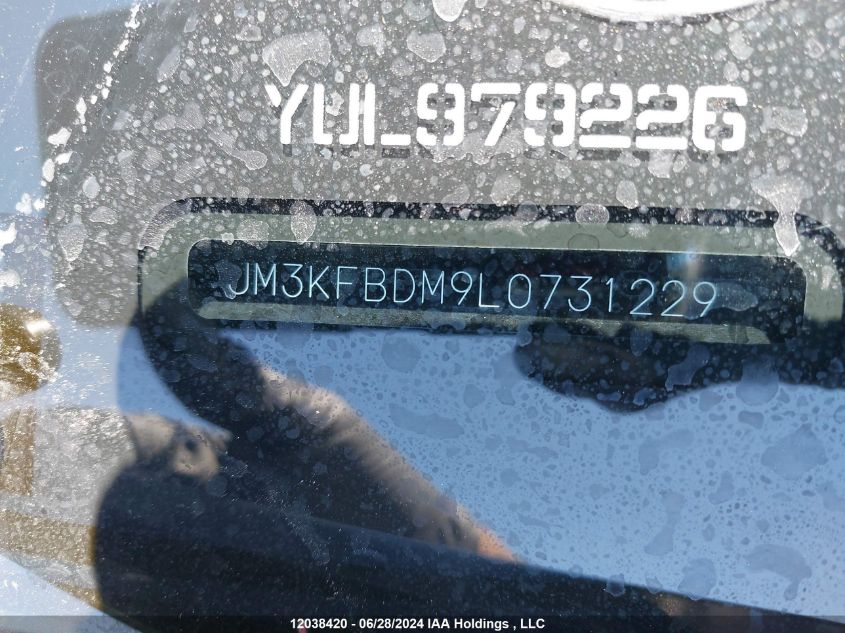 YUL979226
JM3KFBDM9L0731229
12038420 - 06/28/2024 IAA Holdings , LLC